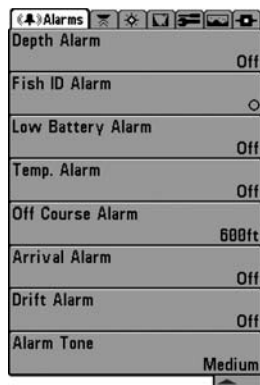 Alarms
Depth Alarm
Off
Fish ID Alarm
Low Battery Alarm
Off
Temp. Alarm
Off
Off Course Alarm
600ft
Arrival Alarm
Off
Drift Alarm
Off
Alarm Tone
Medium